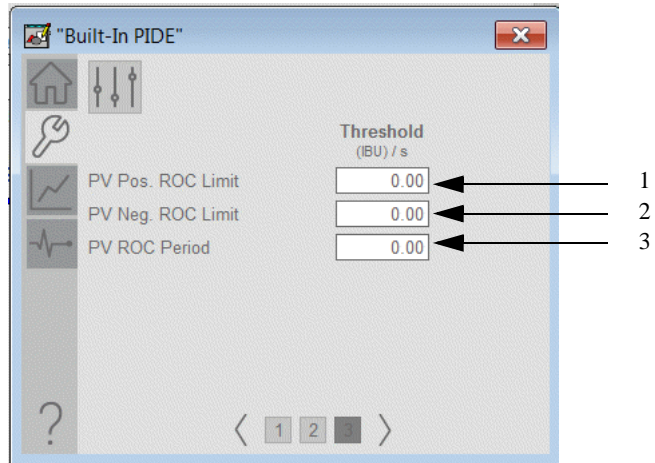 "Built-In PIDE"
Threshold
(IBU) / s
PV Pos. ROC Limit 0.00 1
PV Neg. ROC Limit 0.00 2
PV ROC Period 0.00 3
?
1 2 3